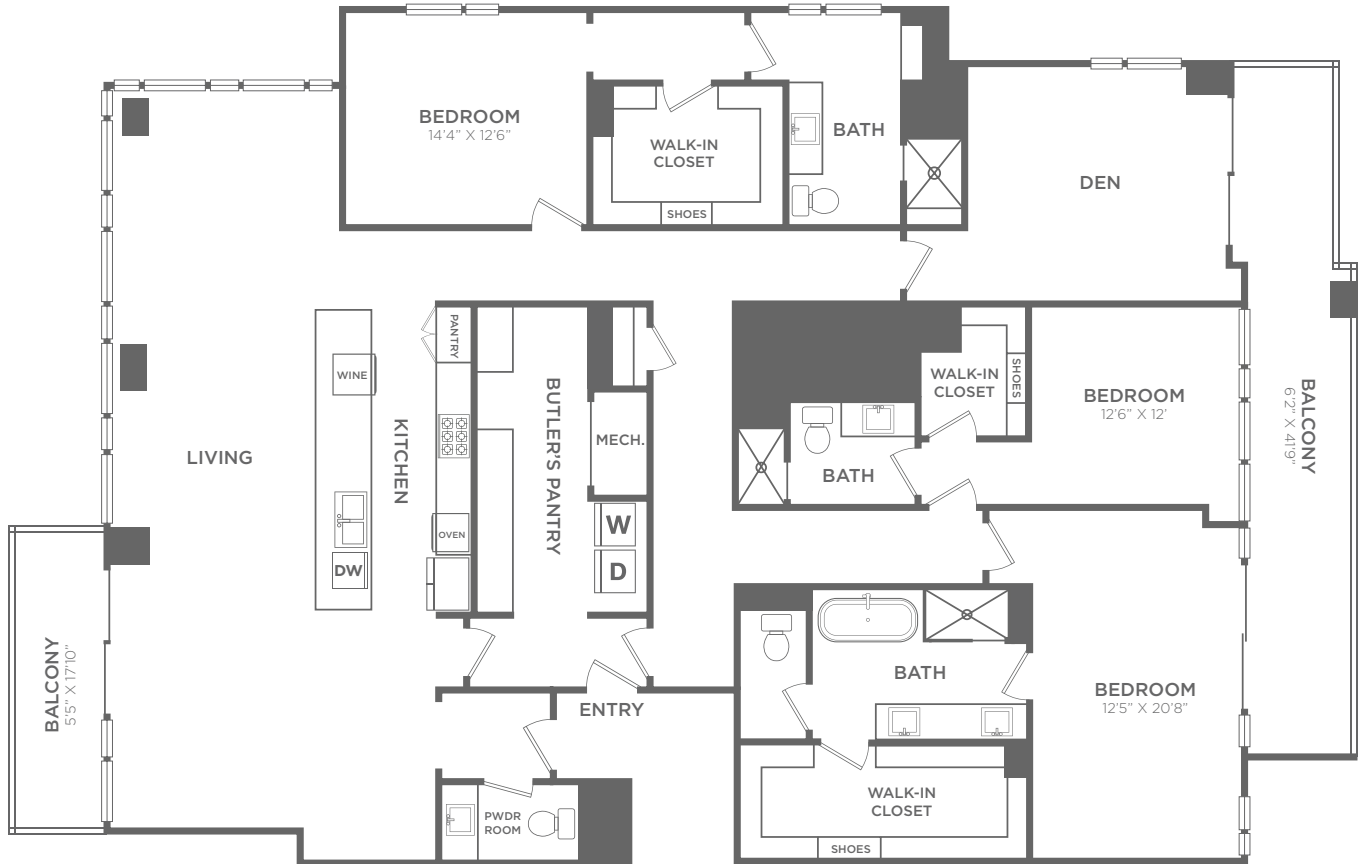 BEDROOM
14'4" X 12'6"
WALK-IN
CLOSET
SHOES
BATH
DEN
PANTRY
WINE
KITCHEN
LIVING
OVEN
DW
BUTLER'S PANTRY
MECH.
W
D
WALK-IN
CLOSET
SHOES
BATH
BEDROOM
12'6" X 12'
BALCONY
6'2" X 41'9"
BALCONY
5'5" X 17'10"
ENTRY
PWDR
ROOM
BATH
BEDROOM
12'5" X 20'8"
WALK-IN
CLOSET
SHOES